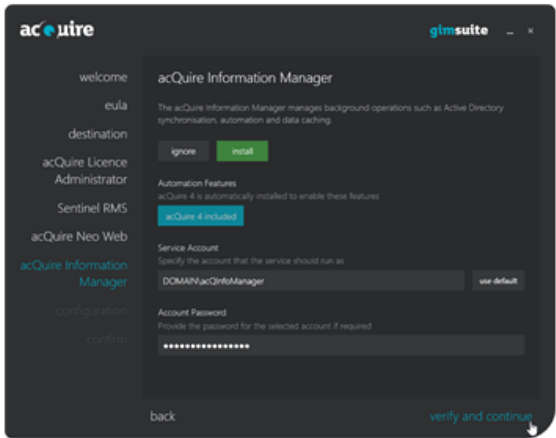 acQuire
gimsuite
welcome
eula
destination
acQuire Licence
Administrator
Sentinel RMS
acQuire Neo Web
acQuire Information
Manager
configuration
confirm
acQuire Information Manager
The acQuire Information Manager manages background operations such as Active Directory
synchronisation, automation and data caching.
ignore
install
Automation Features
acQuire 4 is automatically installed to enable these features
acQuire 4 included
Service Account
Specify the account that the service should run as
DOMAIN\acQInfoManager
use default
Account Password
Provide the password for the selected account if required
••••••••••••••••
back
verify and continue